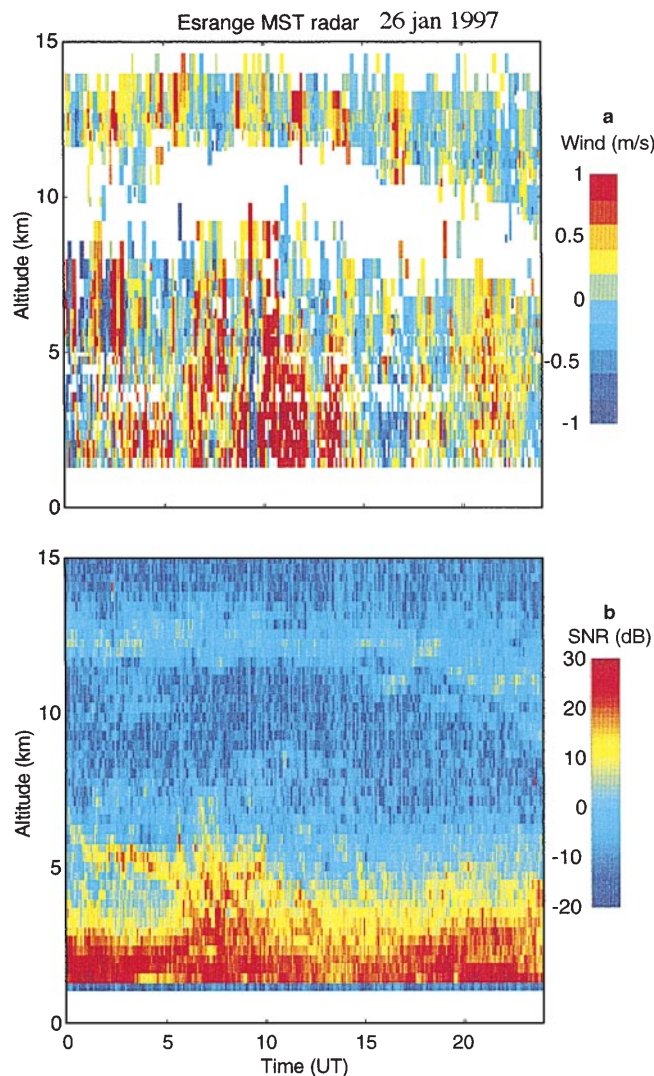 Esrange MST radar 26 jan 1997
15
10
5
0
Altitude (km)
a
Wind (m/s)
1
0.5
0
-0.5
-1
15
10
5
0
Altitude (km)
0 5 10 15 20
Time (UT)
b
SNR (dB)
30
20
10
0
-10
-20